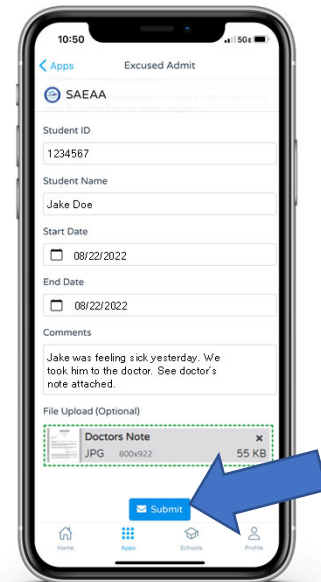 10:50
5GE
Apps Excused Admit
SAEAA
Student ID
1234567
Student Name
Jake Doe
Start Date
08/22/2022
End Date
08/22/2022
Comments
Jake was feeling sick yesterday. We
took him to the doctor. See doctor's
note attached.
File Upload (Optional)
Doctors Note x
JPG 800x922 55 KB
Submit
Home Apps Schools Profile